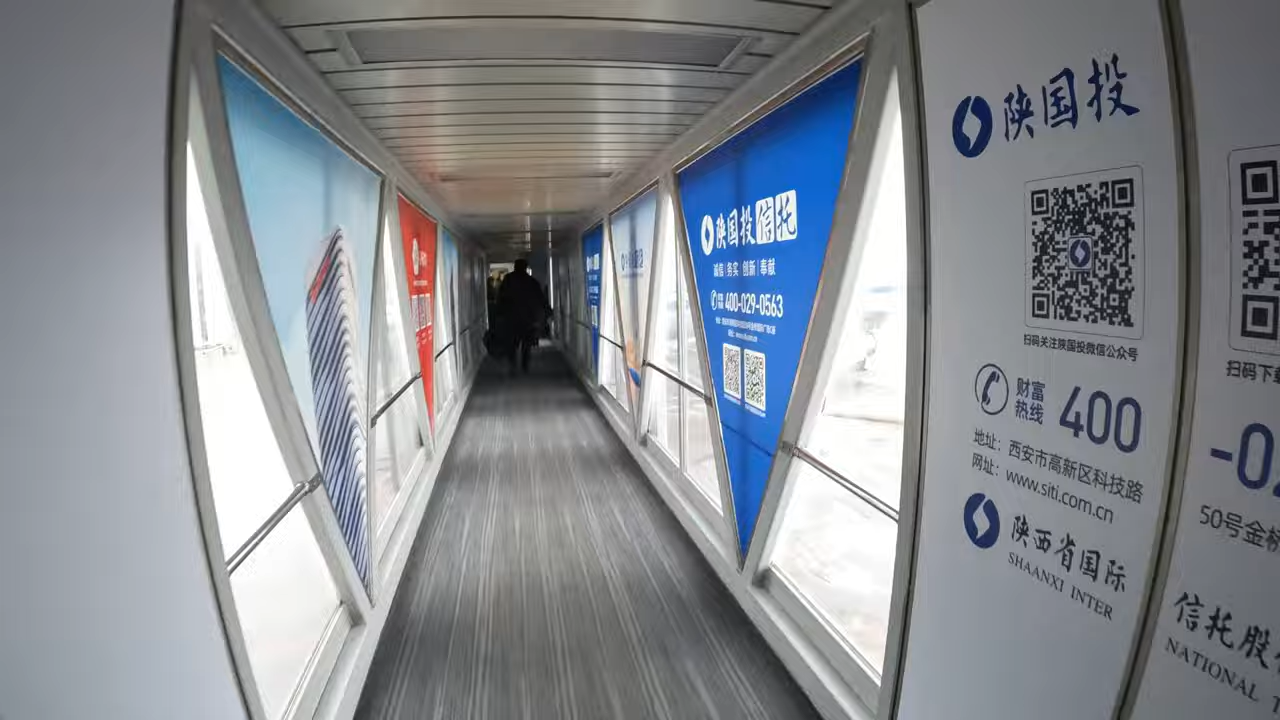 陕国投信托
诚信 务实 创新 奉献
400-029-0563
陕国投
扫码关注陕国投微信公众号
扫码下载
财富
热线
400
-02
地址：西安市高新区科技路
50号金桥
网址：www.siti.com.cn
陕西省国际
SHAANXI INTER
信托股
NATIONAL T